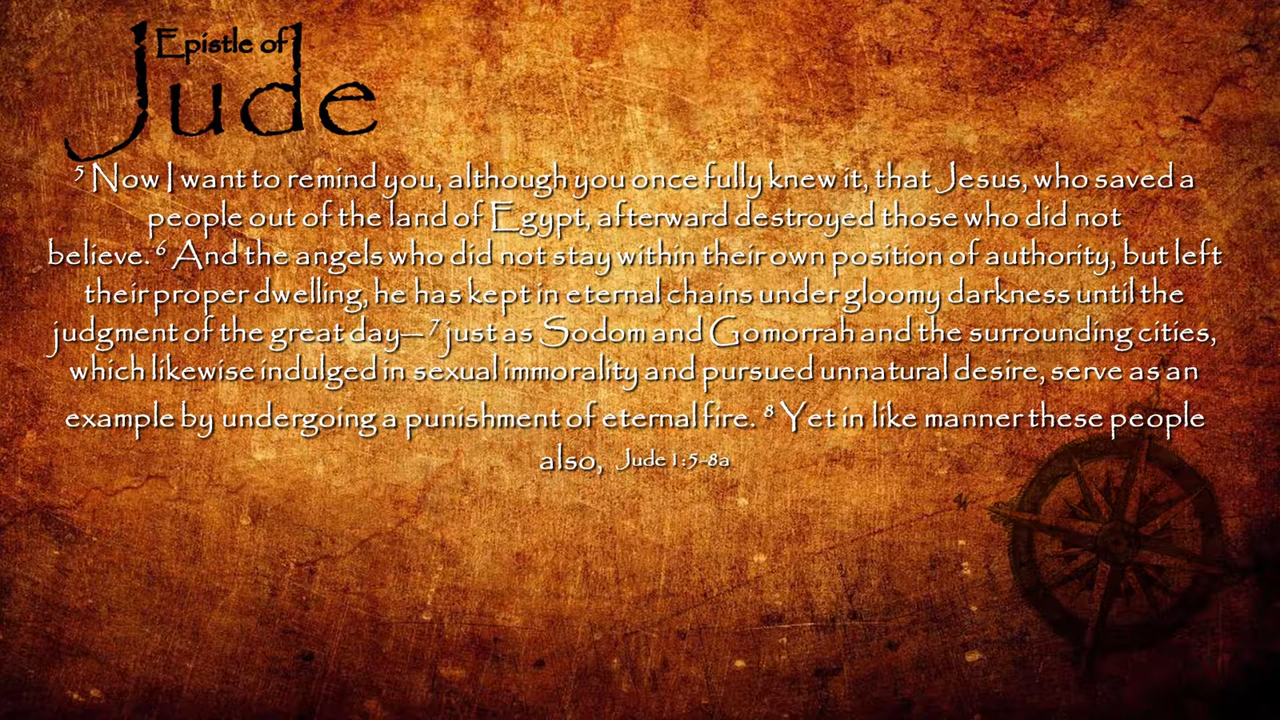 Epistle of
Jude
5 Now I want to remind you, although you once fully knew it, that Jesus, who saved a
people out of the land of Egypt, afterward destroyed those who did not
believe. 6 And the angels who did not stay within their own position of authority, but left
their proper dwelling, he has kept in eternal chains under gloomy darkness until the
judgment of the great day— 7 just as Sodom and Gomorrah and the surrounding cities,
which likewise indulged in sexual immorality and pursued unnatural desire, serve as an
example by undergoing a punishment of eternal fire. 8 Yet in like manner these people
also, Jude 1:5-8a